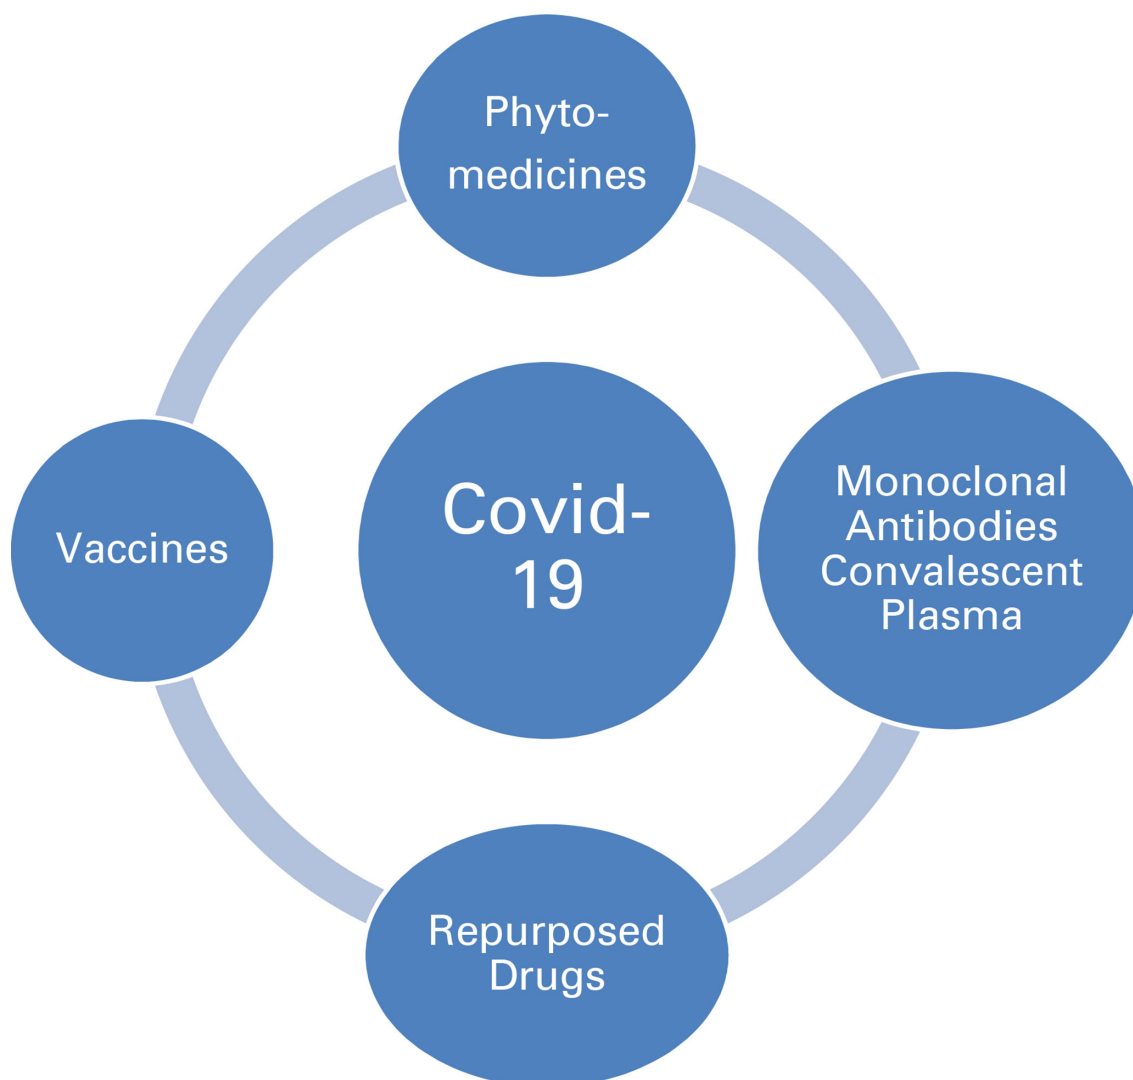 Phyto-
medicines
Monoclonal
Antibodies
Convalescent
Plasma
Covid-
19
Vaccines
Repurposed
Drugs